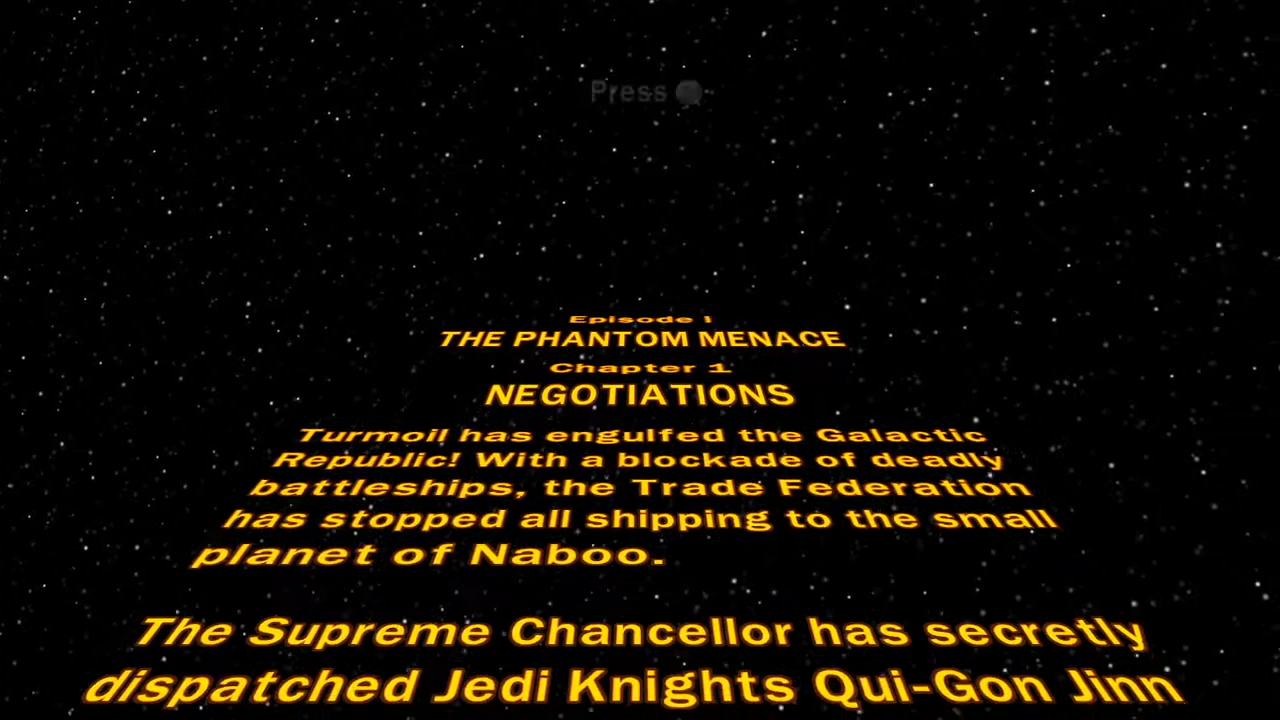 Press
Episode I
THE PHANTOM MENACE
Chapter 1
NEGOTIATIONS
Turmoil has engulfed the Galactic
Republic! With a blockade of deadly
battleships, the Trade Federation
has stopped all shipping to the small
planet of Naboo.
The Supreme Chancellor has secretly
dispatched Jedi Knights Qui-Gon Jinn